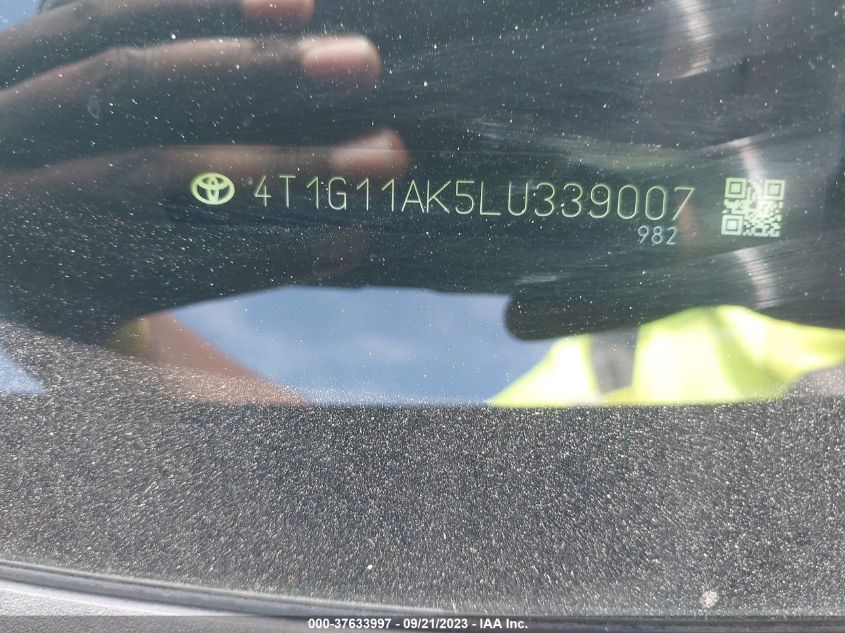 4T1G11AK5LU339007
982
000-37633997 - 09/21/2023 - IAA Inc.